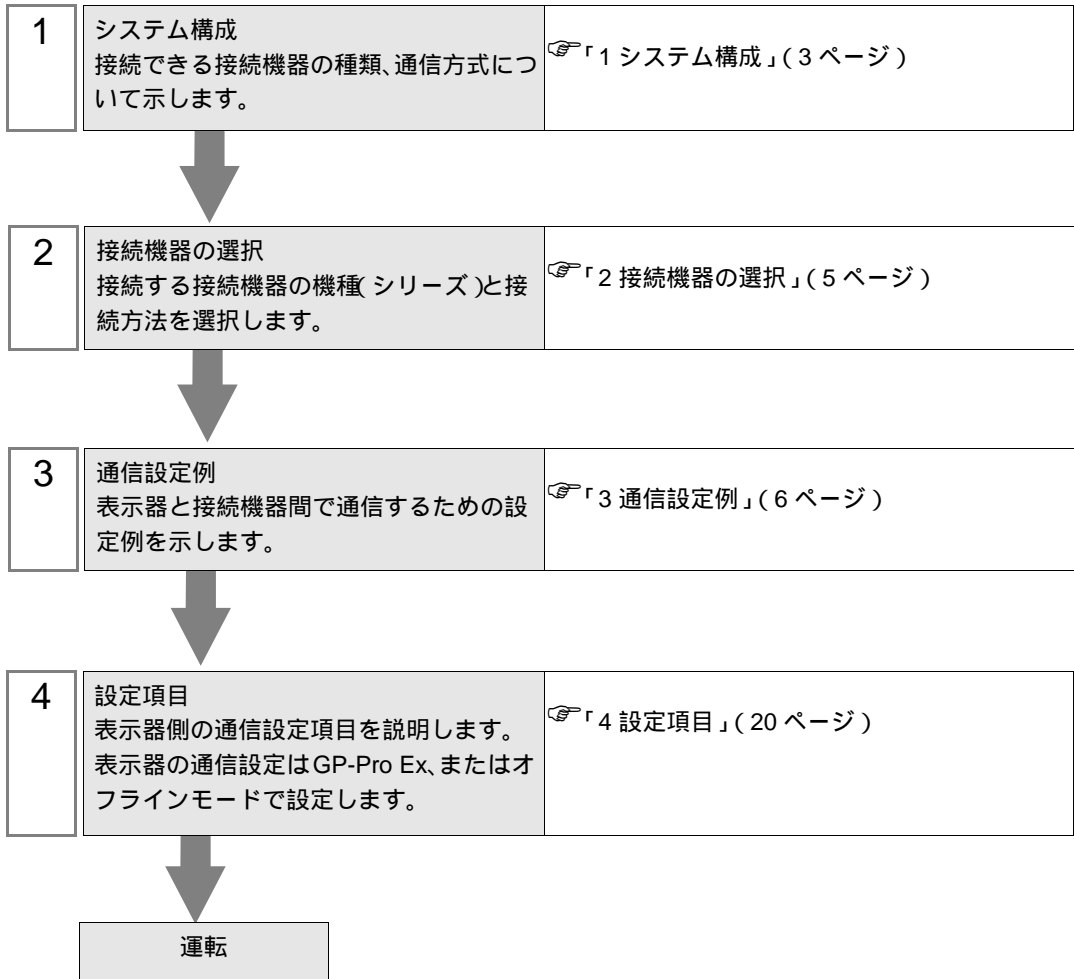 1
システム構成
接続できる接続機器の種類、通信方式につ
いて示します。
☞「1 システム構成」(3 ページ)
2
接続機器の選択
接続する接続機器の機種(シリーズ)と接
続方法を選択します。
☞「2 接続機器の選択」(5 ページ)
3
通信設定例
表示器と接続機器間で通信するための設
定例を示します。
☞「3 通信設定例」(6 ページ)
4
設定項目
表示器側の通信設定項目を説明します。
表示器の通信設定はGP-Pro Ex、またはオ
フラインモードで設定します。
☞「4 設定項目」(20 ページ)
運転